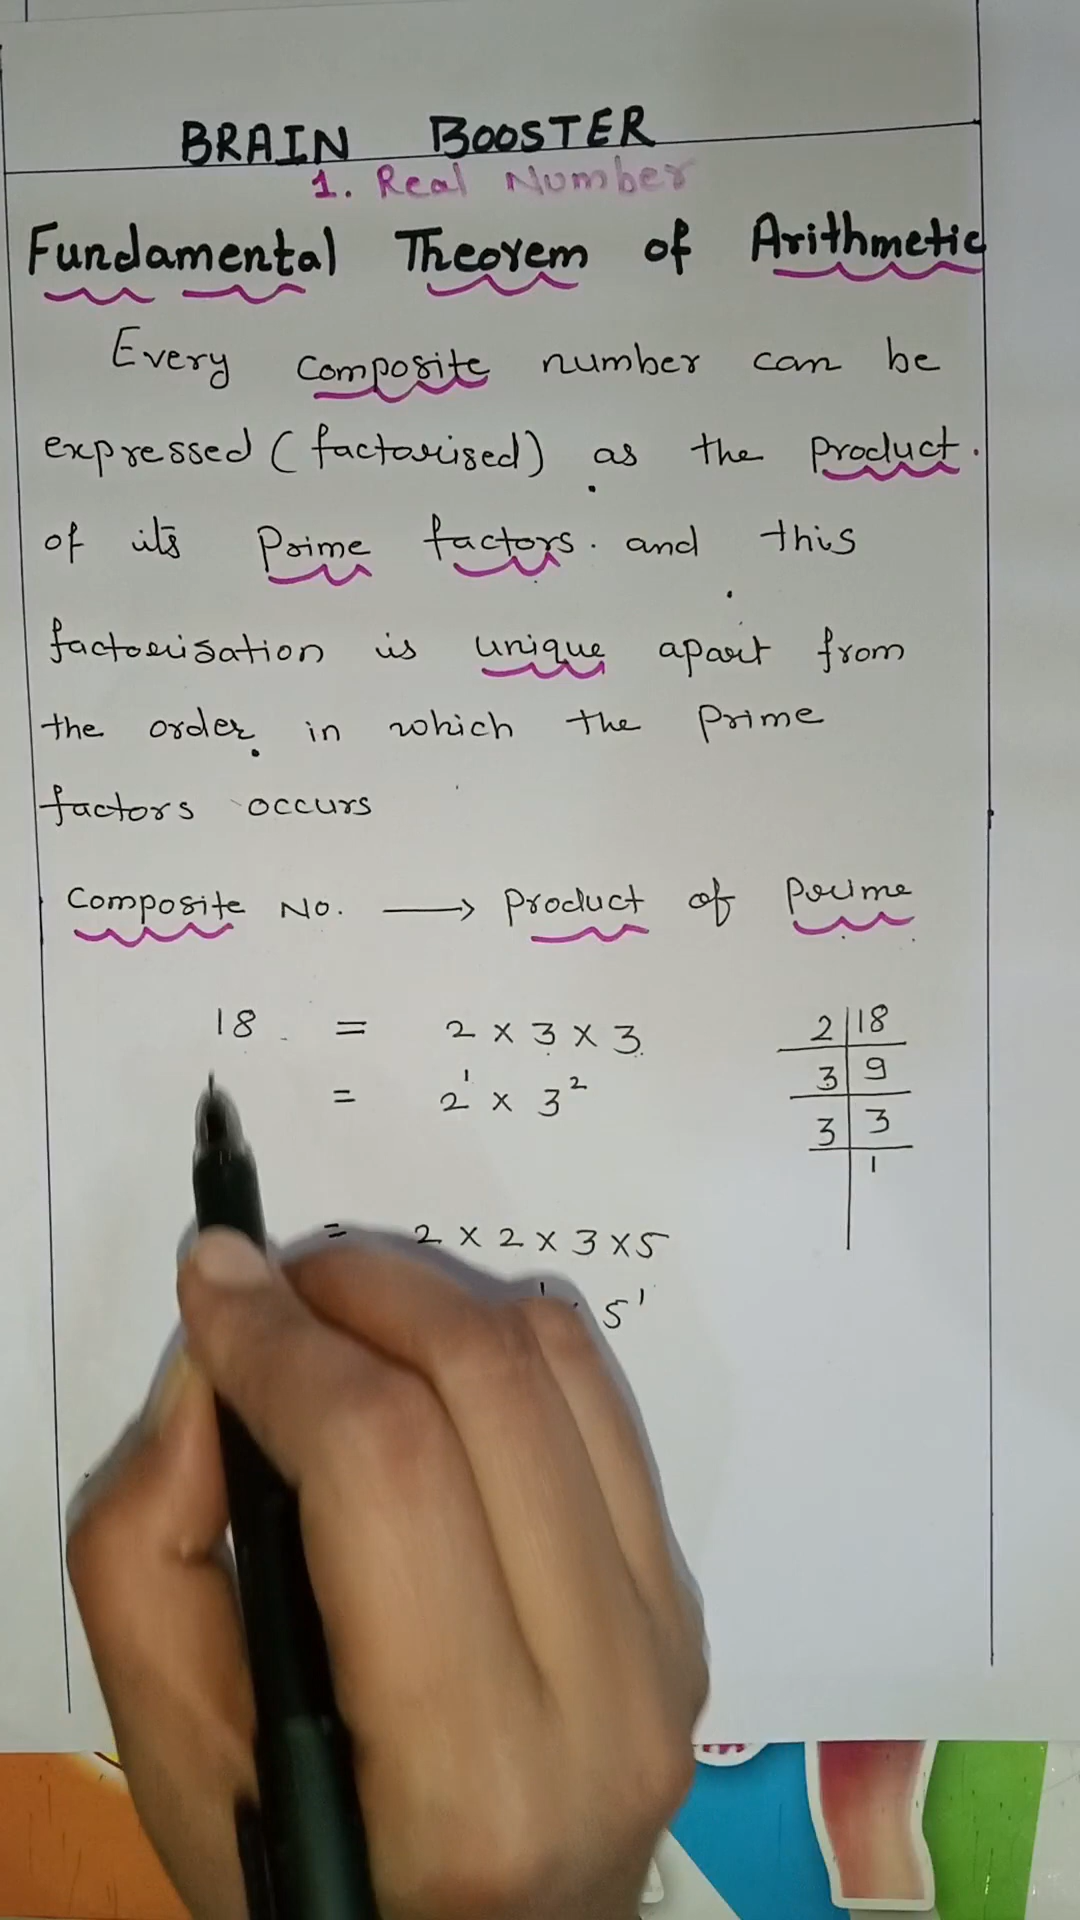 BRAIN BOOSTER
1. Real Number
Fundamental Theorem of Arithmetic
Every composite number can be
expressed (factorised) as the product
of its Prime factors. and this
factorisation is unique apart from
the order in which the Prime
factors occurs
Composite No. → Product of Prime
18 = 2 × 3 × 3
= 2¹ × 3²
2 | 18
3 | 9
3 | 3
1
= 2 × 2 × 3 × 5
5¹